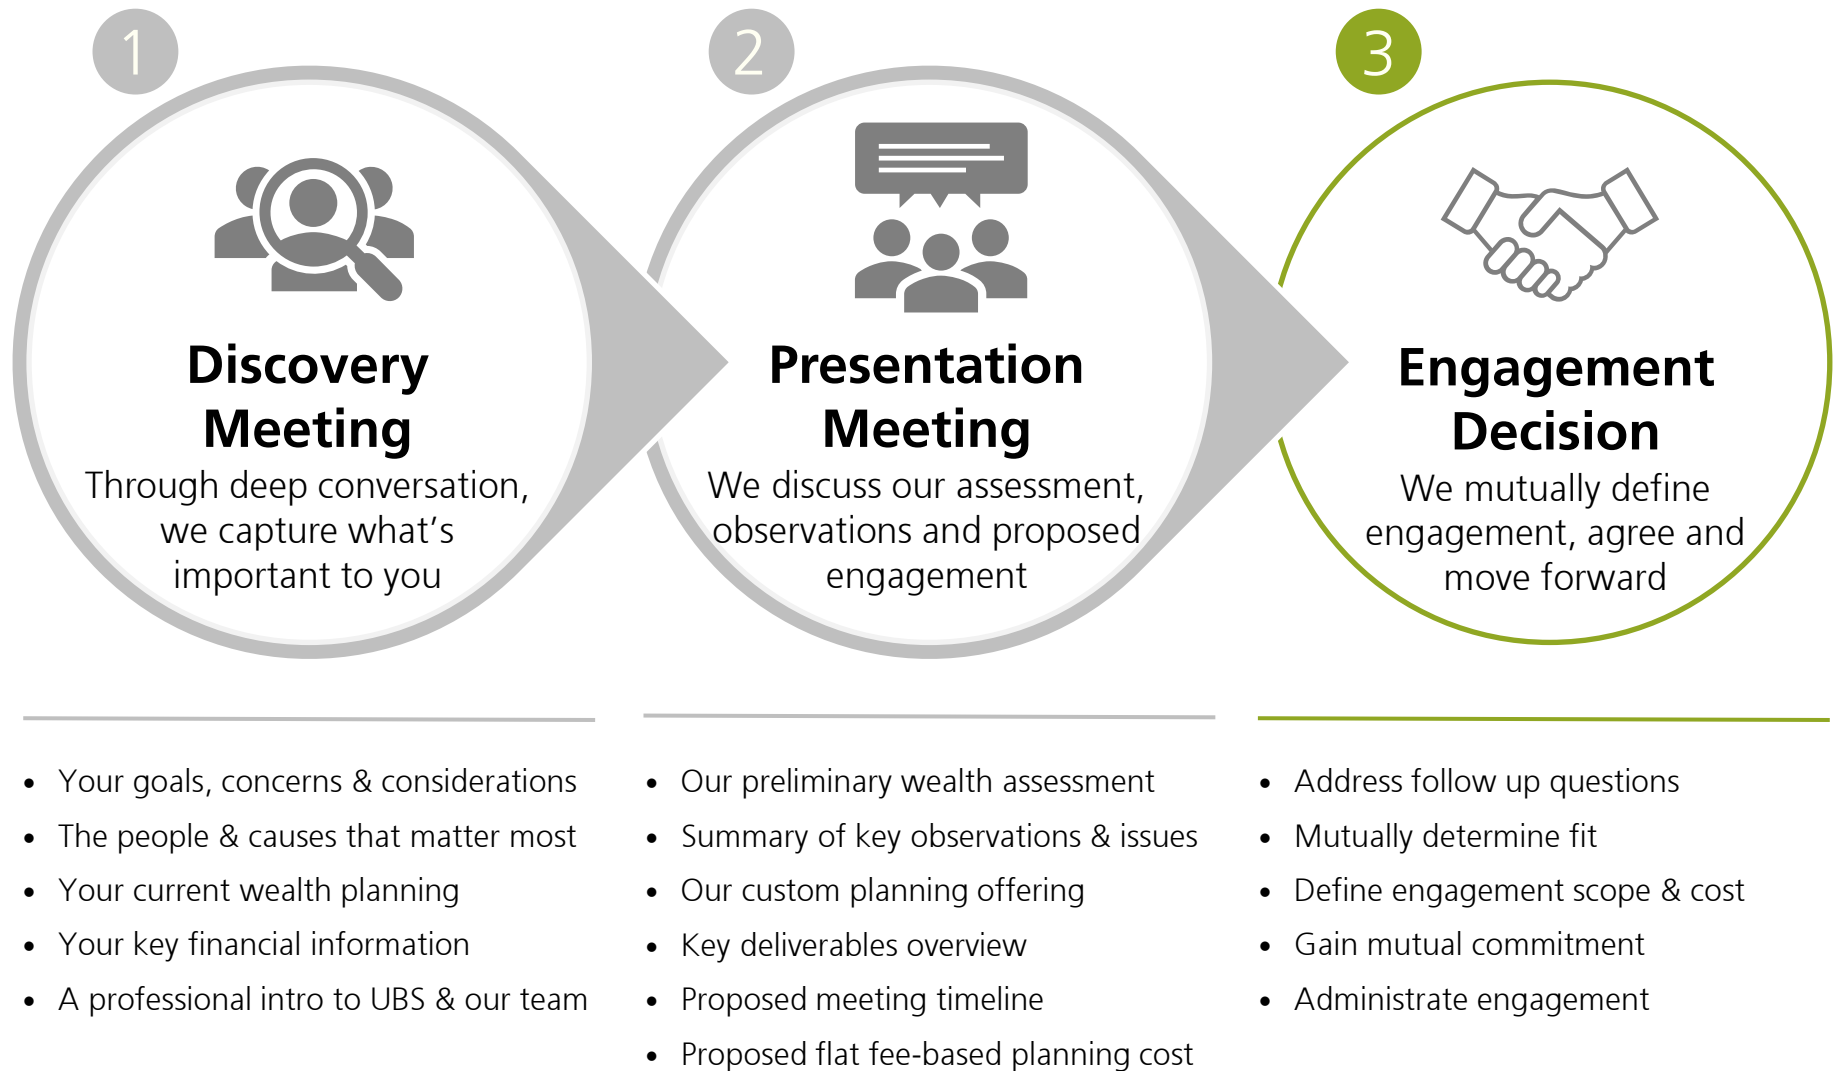 1
Discovery
Meeting
Through deep conversation,
we capture what's
important to you
• Your goals, concerns & considerations
• The people & causes that matter most
• Your current wealth planning
• Your key financial information
• A professional intro to UBS & our team
2
Presentation
Meeting
We discuss our assessment,
observations and proposed
engagement
• Our preliminary wealth assessment
• Summary of key observations & issues
• Our custom planning offering
• Key deliverables overview
• Proposed meeting timeline
• Proposed flat fee-based planning cost
3
Engagement
Decision
We mutually define
engagement, agree and
move forward
• Address follow up questions
• Mutually determine fit
• Define engagement scope & cost
• Gain mutual commitment
• Administrate engagement